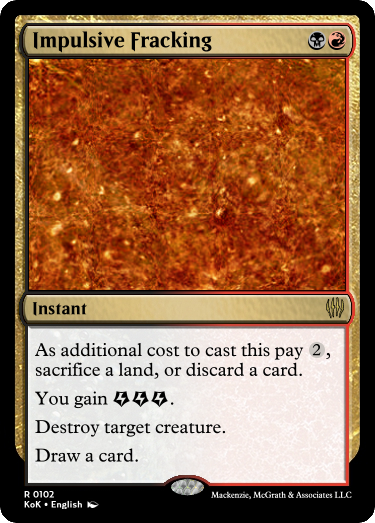 Impulsive Fracking
Instant
As additional cost to cast this pay 2,
sacrifice a land, or discard a card.
You gain.
Destroy target creature.
Draw a card.
R 0102
KoK • English
Mackenzie, McGrath & Associates LLC